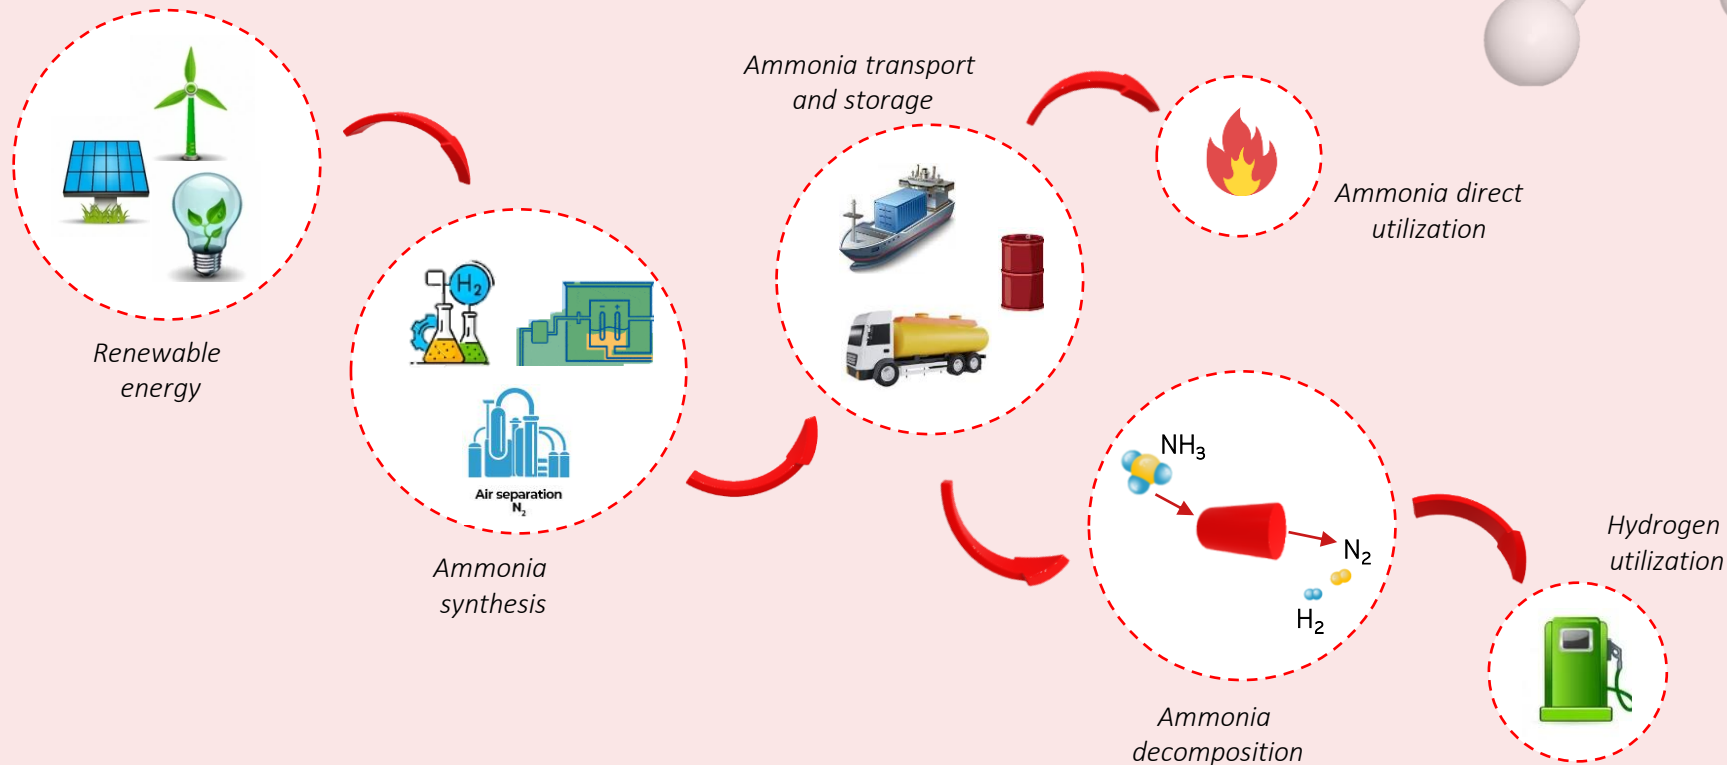 Renewable
energy
H₂
Air separation
N₂
Ammonia
synthesis
Ammonia transport
and storage
Ammonia direct
utilization
NH₃
N₂
H₂
Ammonia
decomposition
Hydrogen
utilization